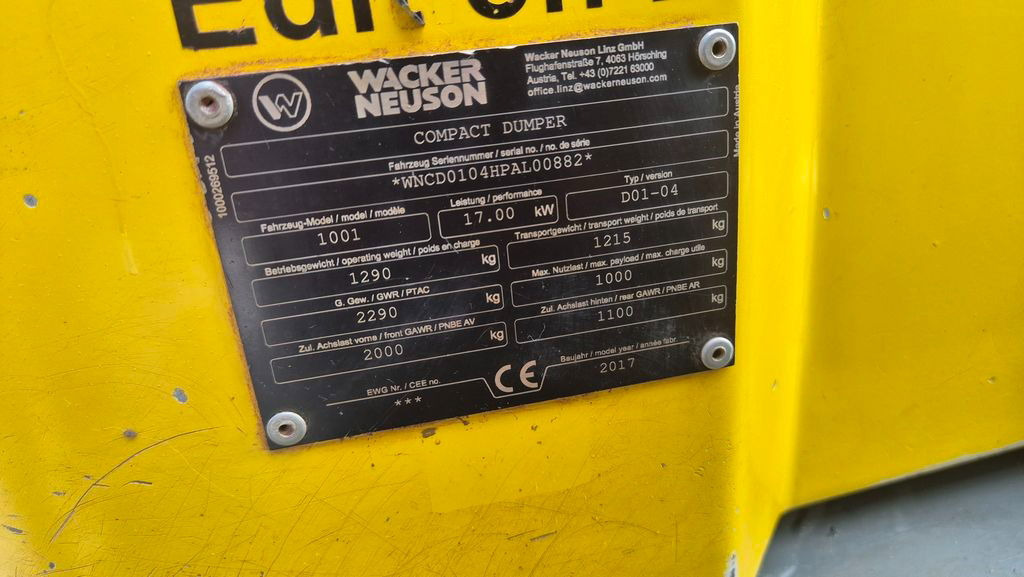 WACKER
NEUSON
Wacker Neuson Linz GmbH
Flughafenstraße 7, 4063 Hörsching
Austria, Tel. +43 (0)7221 63000
office.linz@wackerneuson.com
Made in Austria
1000269512
COMPACT DUMPER
Fahrzeug Seriennummer / serial no. / no. de série
*WNCD0104HPAL00882*
Fahrzeug-Model / model / modèle
1001
Leistung / performance
17.00 kW
Typ / version
D01-04
Betriebsgewicht / operating weight / poids en charge
1290 kg
Transportgewicht / transport weight / poids de transport
1215 kg
G. Gew. / GWR / PTAC
2290 kg
Max. Nutzlast / max. payload / max. charge utile
1000 kg
Zul. Achslast vorne / front GAWR / PNBE AV
2000 kg
Zul. Achslast hinten / rear GAWR / PNBE AR
1100 kg
EWG Nr. / CEE no.
***
CE
Baujahr / model year / année fabr.
2017